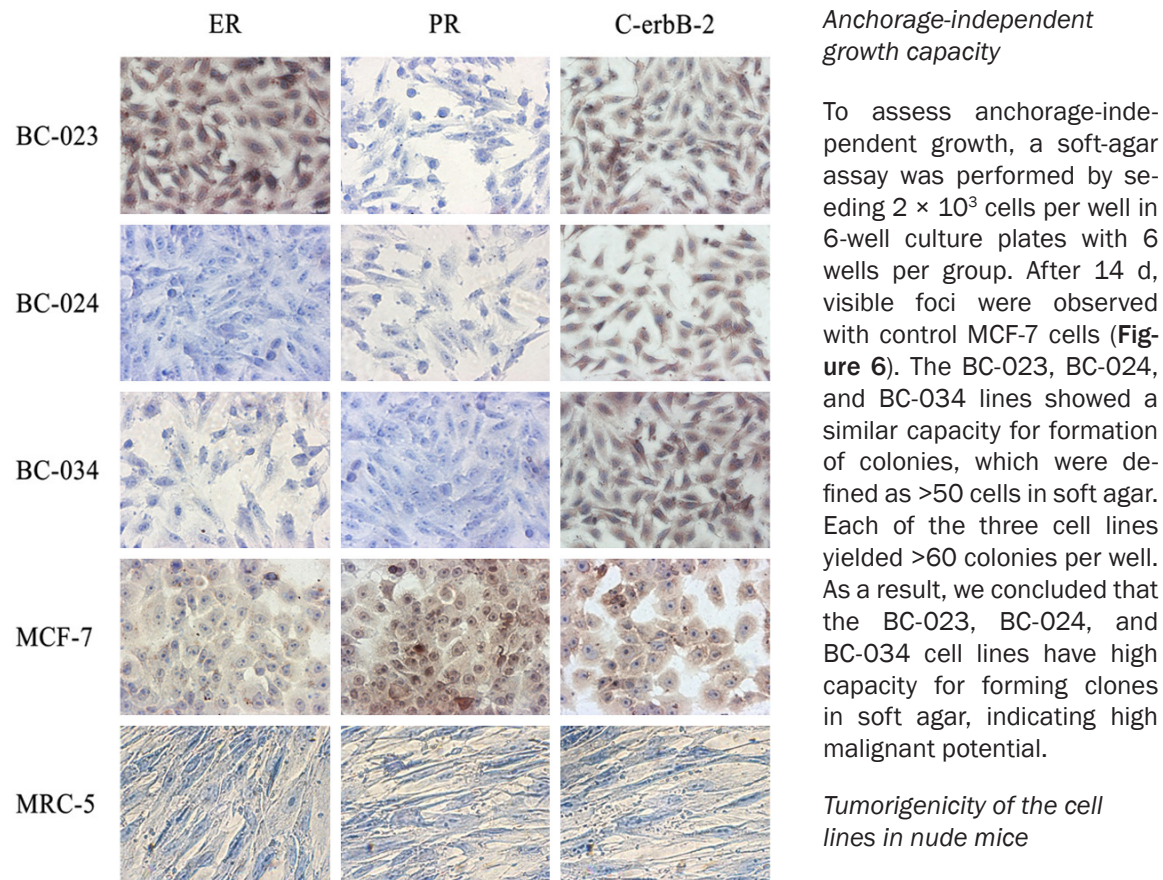 ER PR C-erbB-2
BC-023
BC-024
BC-034
MCF-7
MRC-5
Anchorage-independent
growth capacity
To assess anchorage-inde-
pendent growth, a soft-agar
assay was performed by se-
eding 2 × 10³ cells per well in
6-well culture plates with 6
wells per group. After 14 d,
visible foci were observed
with control MCF-7 cells (Fig-
ure 6). The BC-023, BC-024,
and BC-034 lines showed a
similar capacity for formation
of colonies, which were de-
fined as >50 cells in soft agar.
Each of the three cell lines
yielded >60 colonies per well.
As a result, we concluded that
the BC-023, BC-024, and
BC-034 cell lines have high
capacity for forming clones
in soft agar, indicating high
malignant potential.
Tumorigenicity of the cell
lines in nude mice